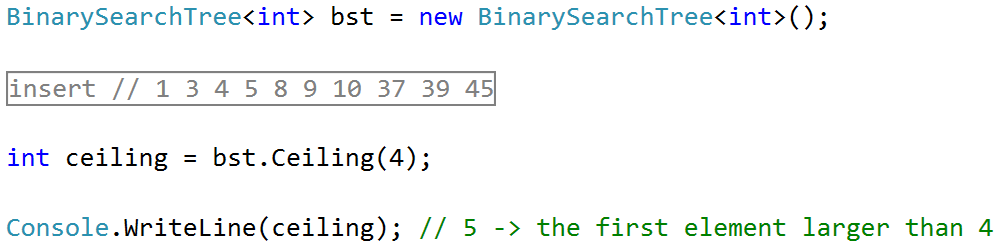 BinarySearchTree<int> bst = new BinarySearchTree<int>();
insert // 1 3 4 5 8 9 10 37 39 45
int ceiling = bst.Ceiling(4);
Console.WriteLine(ceiling); // 5 -> the first element larger than 4